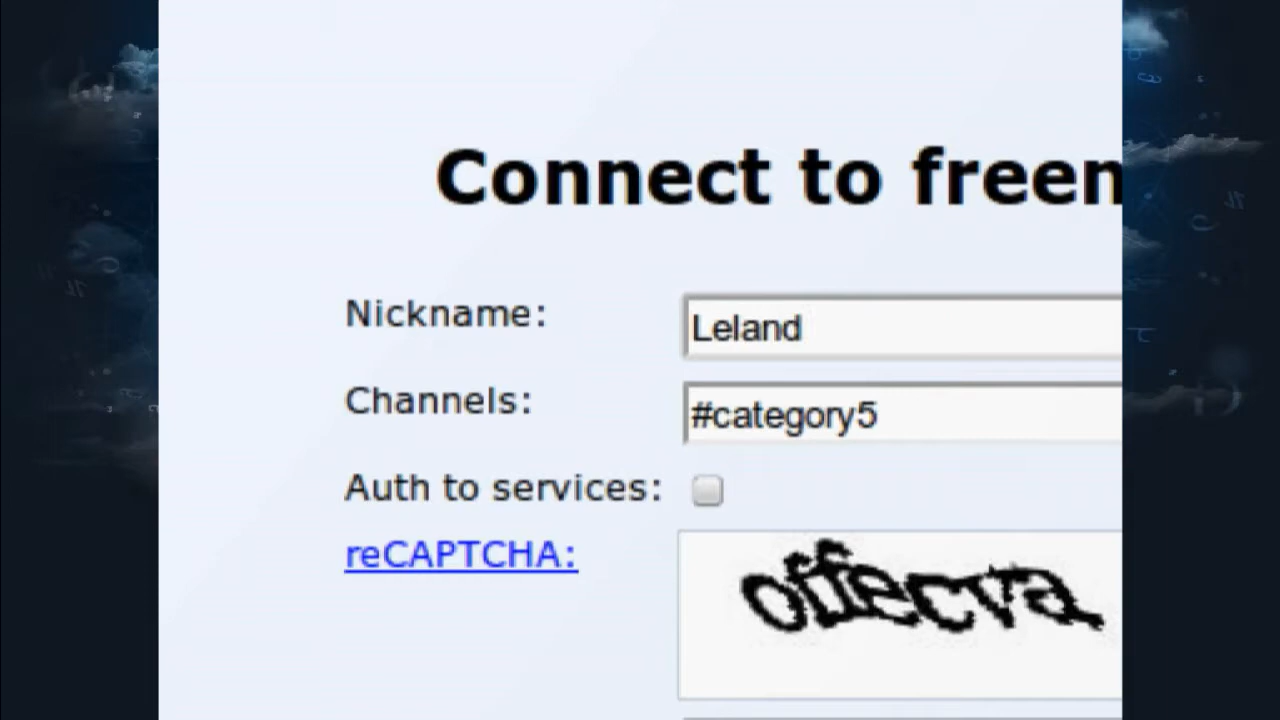 Connect to freen
Nickname:
Leland
Channels:
#category5
Auth to services:
reCAPTCHA: